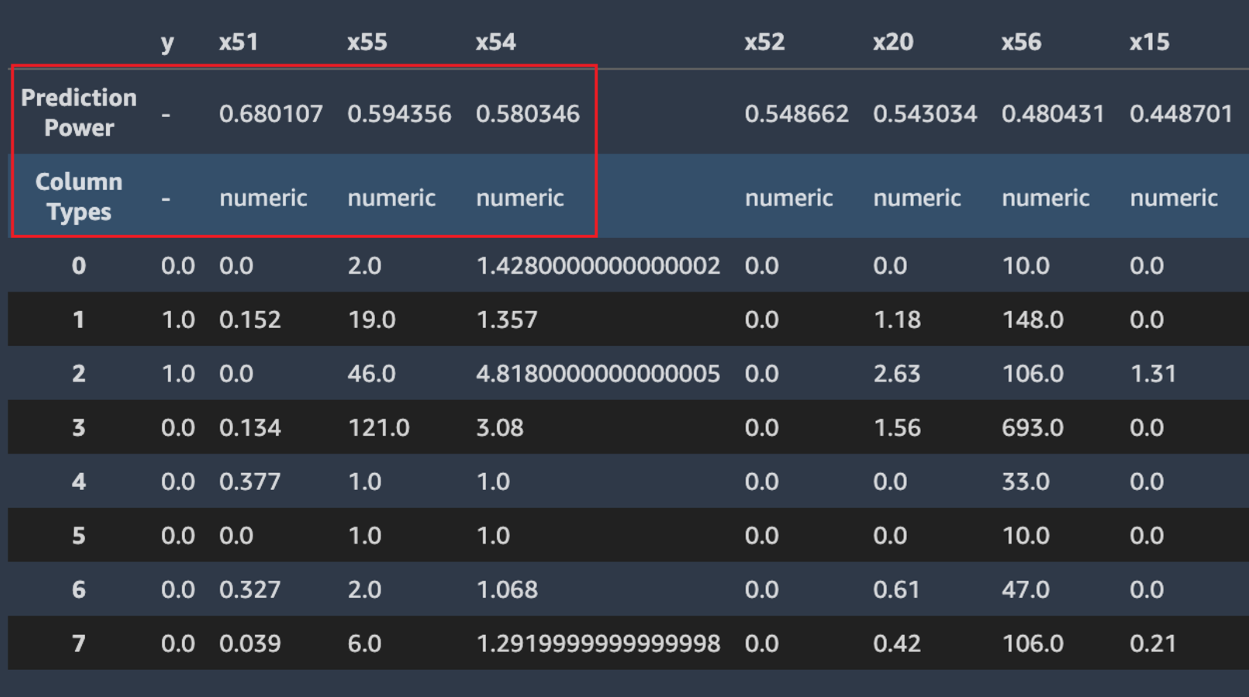 y x51 x55 x54 x52 x20 x56 x15
Prediction
Power - 0.680107 0.594356 0.580346 0.548662 0.543034 0.480431 0.448701
Column
Types - numeric numeric numeric numeric numeric numeric numeric
0 0.0 0.0 2.0 1.4280000000000002 0.0 0.0 10.0 0.0
1 1.0 0.152 19.0 1.357 0.0 1.18 148.0 0.0
2 1.0 0.0 46.0 4.818000000000005 0.0 2.63 106.0 1.31
3 0.0 0.134 121.0 3.08 0.0 1.56 693.0 0.0
4 0.0 0.377 1.0 1.0 0.0 0.0 33.0 0.0
5 0.0 0.0 1.0 1.0 0.0 0.0 10.0 0.0
6 0.0 0.327 2.0 1.068 0.0 0.61 47.0 0.0
7 0.0 0.039 6.0 1.2919999999999998 0.0 0.42 106.0 0.21